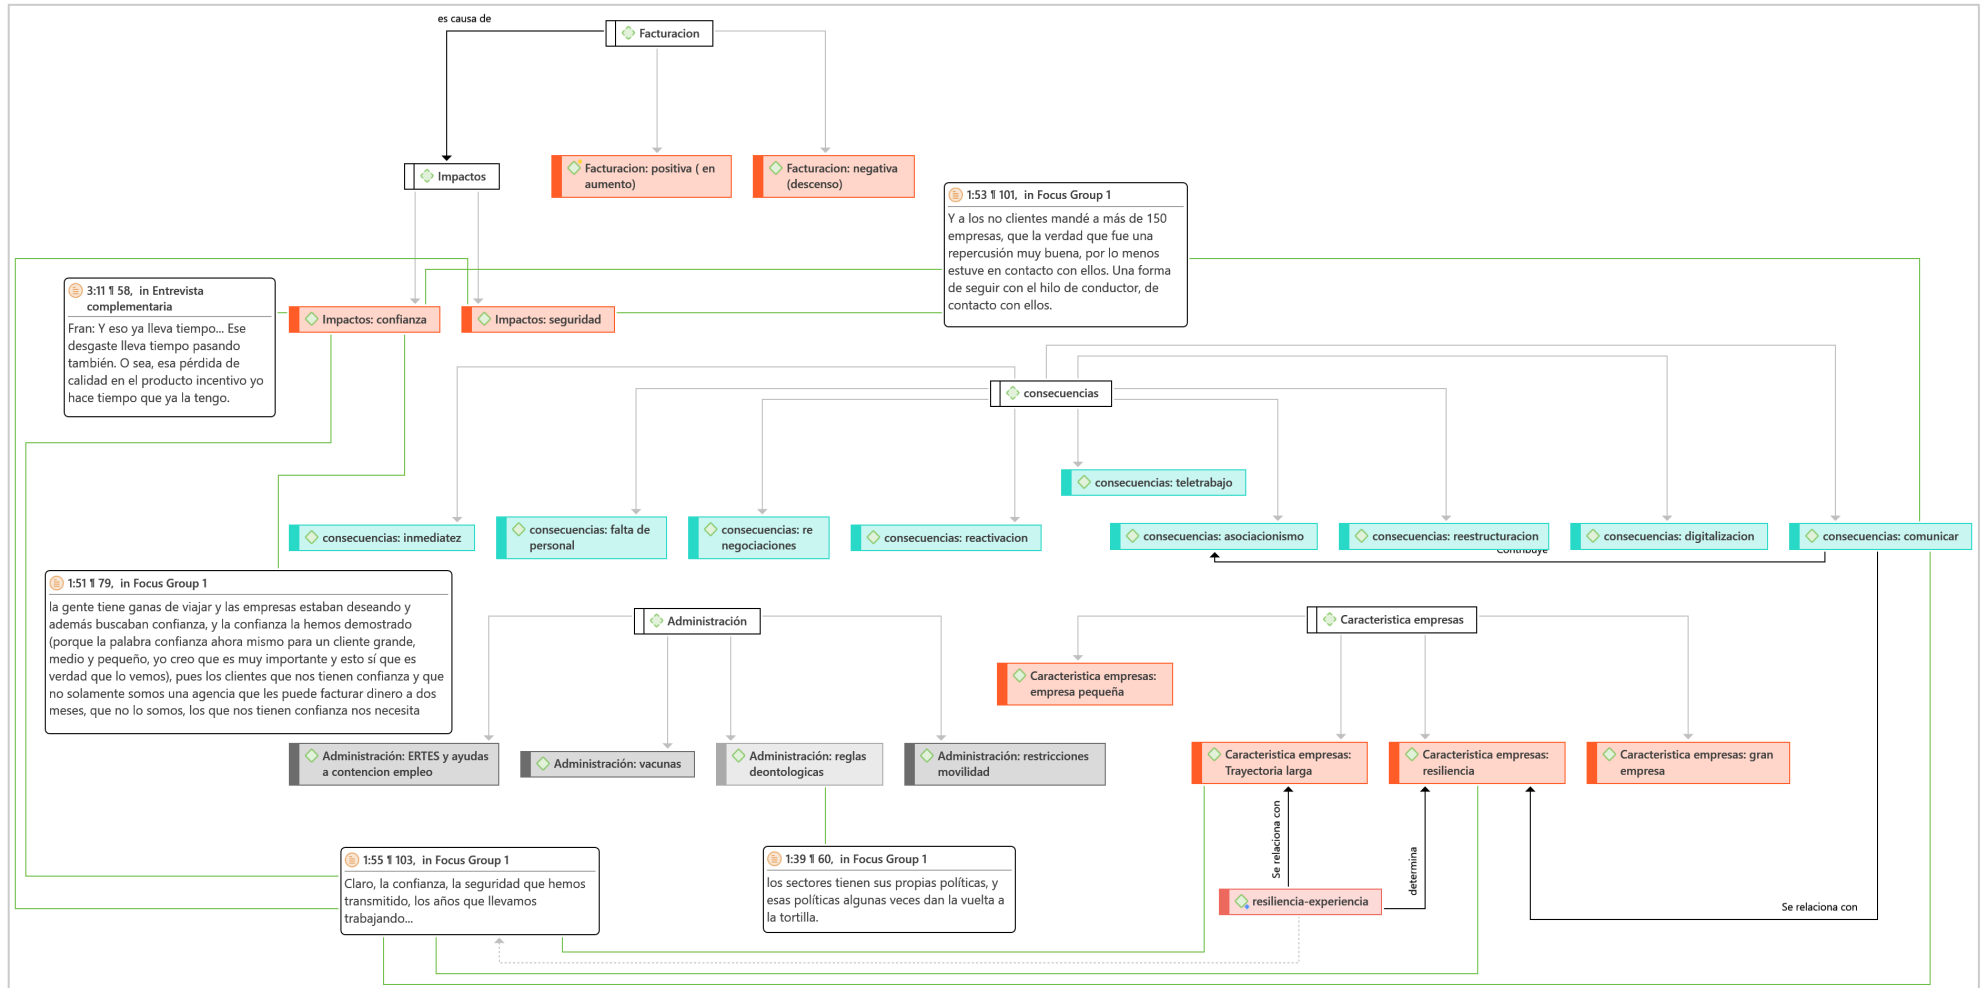 es causa de
Facturacion
Impactos
Facturacion: positiva ( en
aumento)
Facturacion: negativa
(descenso)
1:53 ¶ 101, in Focus Group 1
Y a los no clientes mandé a más de 150
empresas, que la verdad que fue una
repercusión muy buena, por lo menos
estuve en contacto con ellos. Una forma
de seguir con el hilo de conductor, de
contacto con ellos.
3:11 ¶ 58, in Entrevista
complementaria
Fran: Y eso ya lleva tiempo... Ese
desgaste lleva tiempo pasando
también. O sea, esa pérdida de
calidad en el producto incentivo yo
hace tiempo que ya la tengo.
Impactos: confianza
Impactos: seguridad
consecuencias
consecuencias: teletrabajo
consecuencias: inmediatez
consecuencias: falta de
personal
consecuencias: re
negociaciones
consecuencias: reactivacion
consecuencias: asociacionismo
consecuencias: reestructuracion
consecuencias: digitalizacion
consecuencias: comunicar
Contribuye
1:51 ¶ 79, in Focus Group 1
la gente tiene ganas de viajar y las empresas estaban deseando y
además buscaban confianza, y la confianza la hemos demostrado
(porque la palabra confianza ahora mismo para un cliente grande,
medio y pequeño, yo creo que es muy importante y esto sí que es
verdad que lo vemos), pues los clientes que nos tienen confianza y que
no solamente somos una agencia que les puede facturar dinero a dos
meses, que no lo somos, los que nos tienen confianza nos necesita
Administración
Caracteristica empresas
Caracteristica empresas:
empresa pequeña
Administración: ERTES y ayudas
a contencion empleo
Administración: vacunas
Administración: reglas
deontologicas
Administración: restricciones
movilidad
Caracteristica empresas:
Trayectoria larga
Caracteristica empresas:
resiliencia
Caracteristica empresas: gran
empresa
Se relaciona con
determina
1:55 ¶ 103, in Focus Group 1
Claro, la confianza, la seguridad que hemos
transmitido, los años que llevamos
trabajando...
1:39 ¶ 60, in Focus Group 1
los sectores tienen sus propias políticas, y
esas políticas algunas veces dan la vuelta a
la tortilla.
resiliencia-experiencia
Se relaciona con